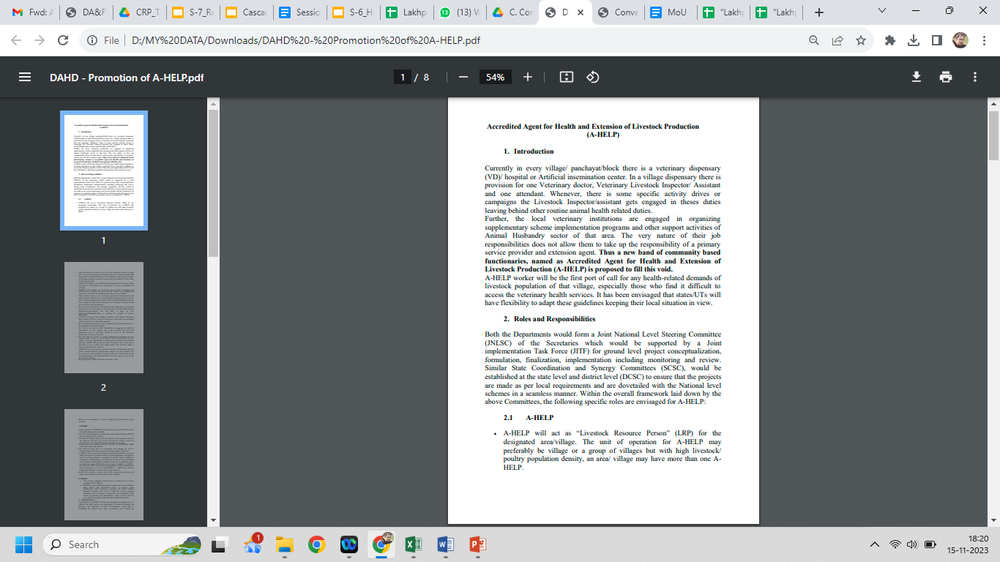 Fwd: A
DA&F
CRP_T
S-7_R
Casca
Sessio
S-6_H
Lakhp
(13) W
C. Cor
D
Conve
MoU -
"Lakhp
"Lakhp
File
D:/MY%20DATA/Downloads/DAHD%20-%20Promotion%20of%20A-HELP.pdf
DAHD - Promotion of A-HELP.pdf
1 / 8
54%
1
2
Accredited Agent for Health and Extension of Livestock Production
(A-HELP)
1. Introduction
Currently in every village/ panchayat/block there is a veterinary dispensary
(VD)/ hospital or Artificial insemination center. In a village dispensary there is
provision for one Veterinary doctor, Veterinary Livestock Inspector/ Assistant
and one attendant. Whenever, there is some specific activity drives or
campaigns the Livestock Inspector/assistant gets engaged in theses duties
leaving behind other routine animal health related duties.
Further, the local veterinary institutions are engaged in organizing
supplementary scheme implementation programs and other support activities of
Animal Husbandry sector of that area. The very nature of their job
responsibilities does not allow them to take up the responsibility of a primary
service provider and extension agent. Thus a new band of community based
functionaries, named as Accredited Agent for Health and Extension of
Livestock Production (A-HELP) is proposed to fill this void.
A-HELP worker will be the first port of call for any health-related demands of
livestock population of that village, especially those who find it difficult to
access the veterinary health services. It has been envisaged that states/UTs will
have flexibility to adapt these guidelines keeping their local situation in view.
2. Roles and Responsibilities
Both the Departments would form a Joint National Level Steering Committee
(JNLSC) of the Secretaries which would be supported by a Joint
implementation Task Force (JITF) for ground level project conceptualization,
formulation, finalization, implementation including monitoring and review.
Similar State Coordination and Synergy Committees (SCSC), would be
established at the state level and district level (DCSC) to ensure that the projects
are made as per local requirements and are dovetailed with the National level
schemes in a seamless manner. Within the overall framework laid down by the
above Committees, the following specific roles are envisaged for A-HELP:
2.1 A-HELP
• A-HELP will act as “Livestock Resource Person” (LRP) for the
designated area/village. The unit of operation for A-HELP may
preferably be village or a group of villages but with high livestock/
poultry population density, an area/ village may have more than one A-
HELP.
Search
1
18:20
15-11-2023